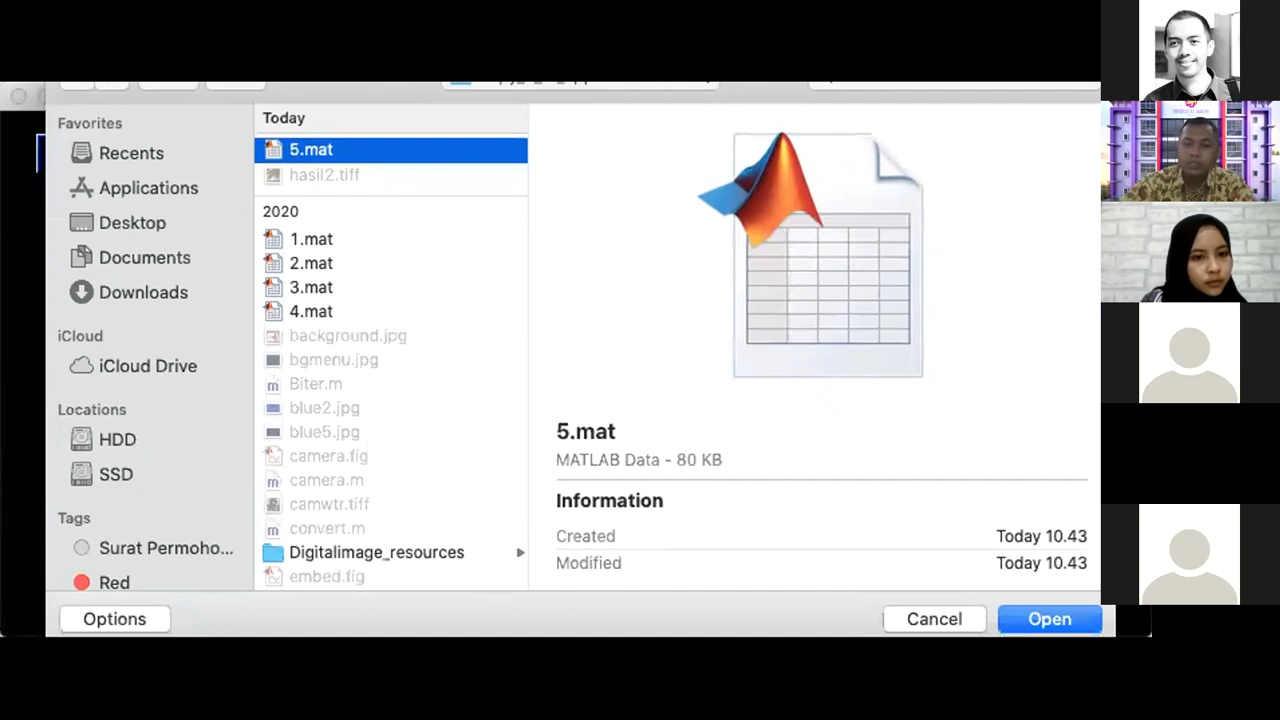 Favorites
Recents
Applications
Desktop
Documents
Downloads
iCloud
iCloud Drive
Locations
HDD
SSD
Tags
Surat Permoho...
Red
Today
5.mat
hasil2.tiff
2020
1.mat
2.mat
3.mat
4.mat
background.jpg
bgmenu.jpg
Biter.m
blue2.jpg
blue5.jpg
camera.fig
camera.m
camwtr.tiff
convert.m
Digitalimage_resources
embed.fig
5.mat
MATLAB Data - 80 KB
Information
Created Today 10.43
Modified Today 10.43
Options
Cancel
Open